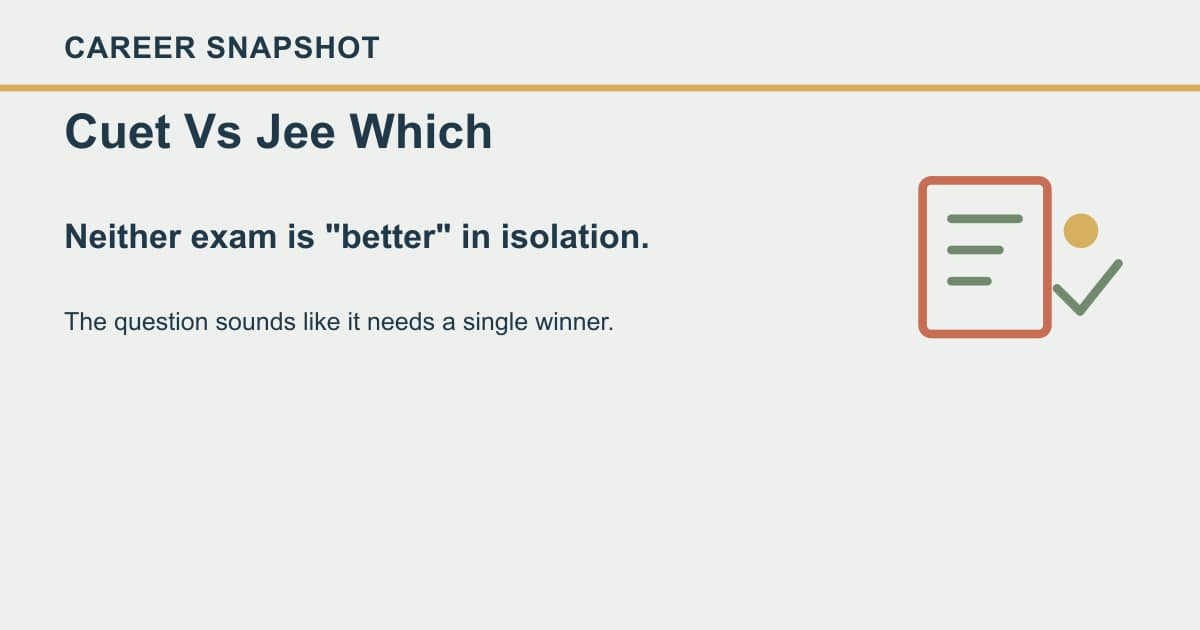 CAREER SNAPSHOT
Cuet Vs Jee Which
Neither exam is "better" in isolation.
The question sounds like it needs a single winner.